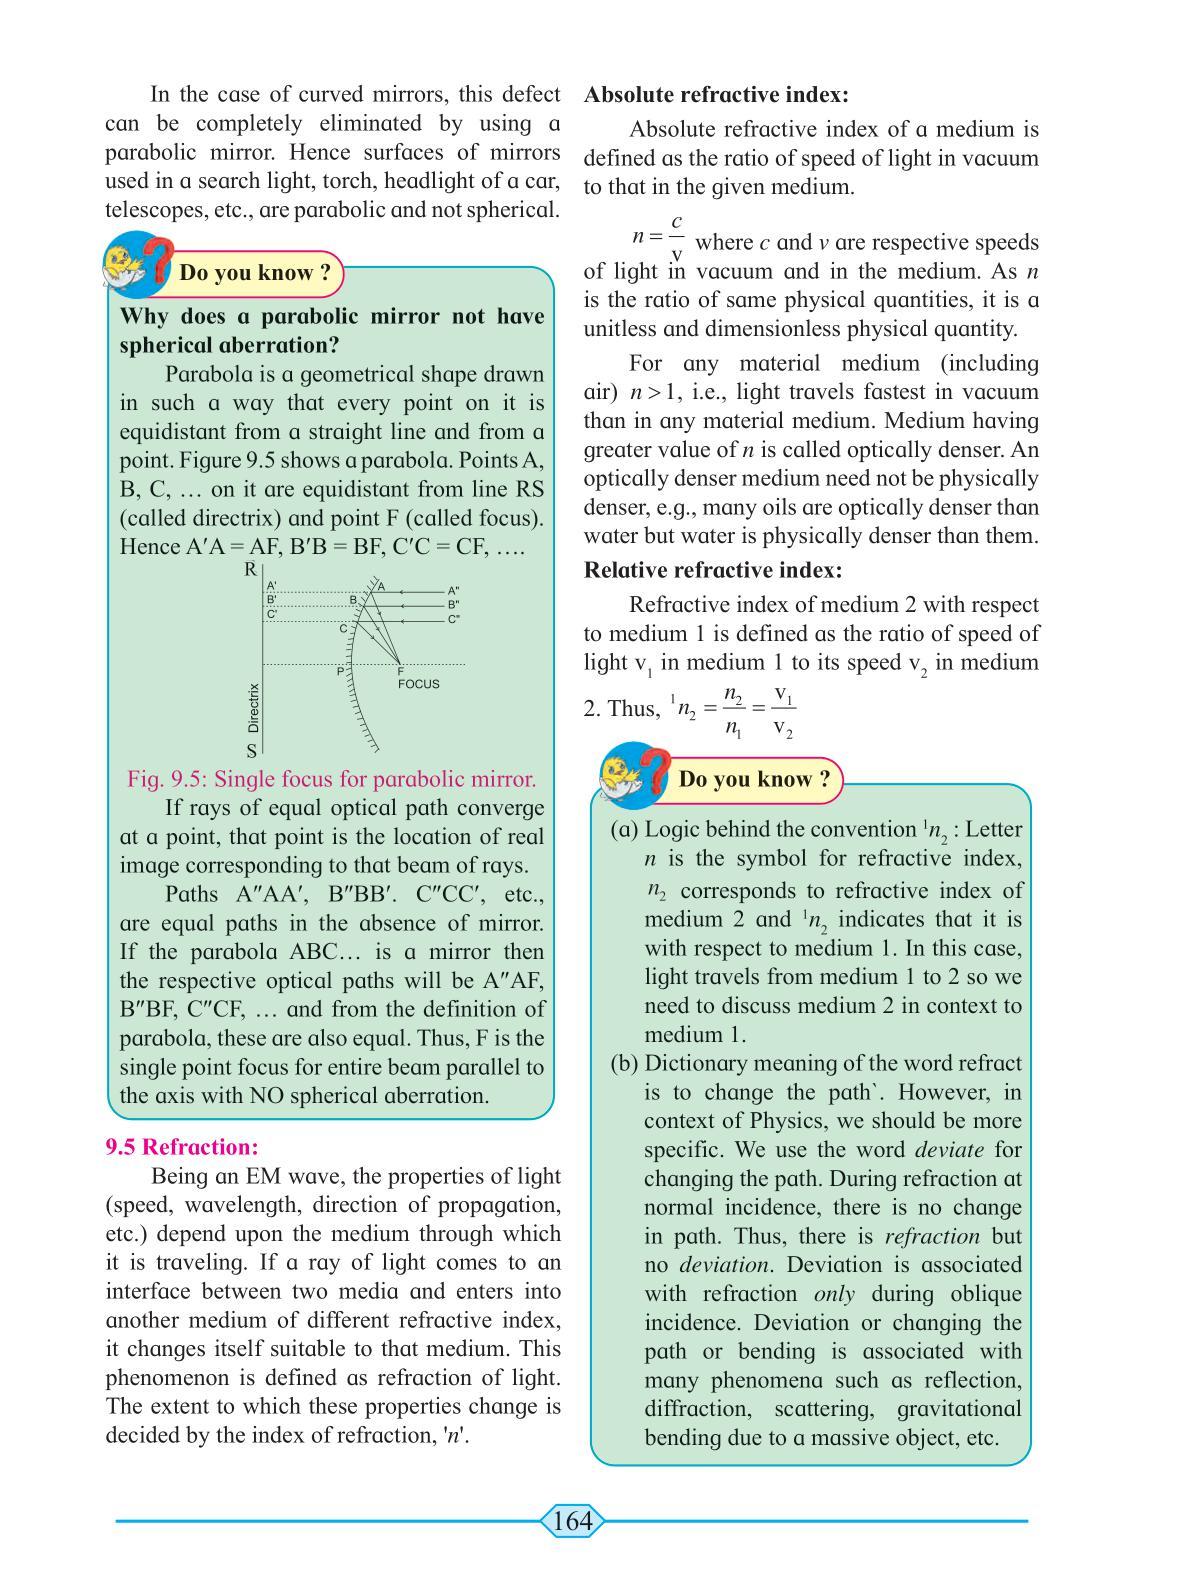 In the case of curved mirrors, this defect
can be completely eliminated by using a
parabolic mirror. Hence surfaces of mirrors
used in a search light, torch, headlight of a car,
telescopes, etc., are parabolic and not spherical.
Do you know ?
Why does a parabolic mirror not have
spherical aberration?
Parabola is a geometrical shape drawn
in such a way that every point on it is
equidistant from a straight line and from a
point. Figure 9.5 shows a parabola. Points A,
B, C, … on it are equidistant from line RS
(called directrix) and point F (called focus).
Hence A′A = AF, B′B = BF, C′C = CF, ….
R
A' A A"
B' B B"
C' C C"
P F
FOCUS
Directrix
S
Fig. 9.5: Single focus for parabolic mirror.
If rays of equal optical path converge
at a point, that point is the location of real
image corresponding to that beam of rays.
Paths A″AA′, B″BB′. C″CC′, etc.,
are equal paths in the absence of mirror.
If the parabola ABC… is a mirror then
the respective optical paths will be A″AF,
B″BF, C″CF, … and from the definition of
parabola, these are also equal. Thus, F is the
single point focus for entire beam parallel to
the axis with NO spherical aberration.
9.5 Refraction:
Being an EM wave, the properties of light
(speed, wavelength, direction of propagation,
etc.) depend upon the medium through which
it is traveling. If a ray of light comes to an
interface between two media and enters into
another medium of different refractive index,
it changes itself suitable to that medium. This
phenomenon is defined as refraction of light.
The extent to which these properties change is
decided by the index of refraction, 'n'.
Absolute refractive index:
Absolute refractive index of a medium is
defined as the ratio of speed of light in vacuum
to that in the given medium.
n = c/v where c and v are respective speeds
of light in vacuum and in the medium. As n
is the ratio of same physical quantities, it is a
unitless and dimensionless physical quantity.
For any material medium (including
air) n > 1, i.e., light travels fastest in vacuum
than in any material medium. Medium having
greater value of n is called optically denser. An
optically denser medium need not be physically
denser, e.g., many oils are optically denser than
water but water is physically denser than them.
Relative refractive index:
Refractive index of medium 2 with respect
to medium 1 is defined as the ratio of speed of
light v₁ in medium 1 to its speed v₂ in medium
2. Thus, ¹n₂ = n₂/n₁ = v₁/v₂
Do you know ?
(a) Logic behind the convention ¹n₂ : Letter
n is the symbol for refractive index,
n₂ corresponds to refractive index of
medium 2 and ¹n₂ indicates that it is
with respect to medium 1. In this case,
light travels from medium 1 to 2 so we
need to discuss medium 2 in context to
medium 1.
(b) Dictionary meaning of the word refract
is to change the path`. However, in
context of Physics, we should be more
specific. We use the word deviate for
changing the path. During refraction at
normal incidence, there is no change
in path. Thus, there is refraction but
no deviation. Deviation is associated
with refraction only during oblique
incidence. Deviation or changing the
path or bending is associated with
many phenomena such as reflection,
diffraction, scattering, gravitational
bending due to a massive object, etc.
164